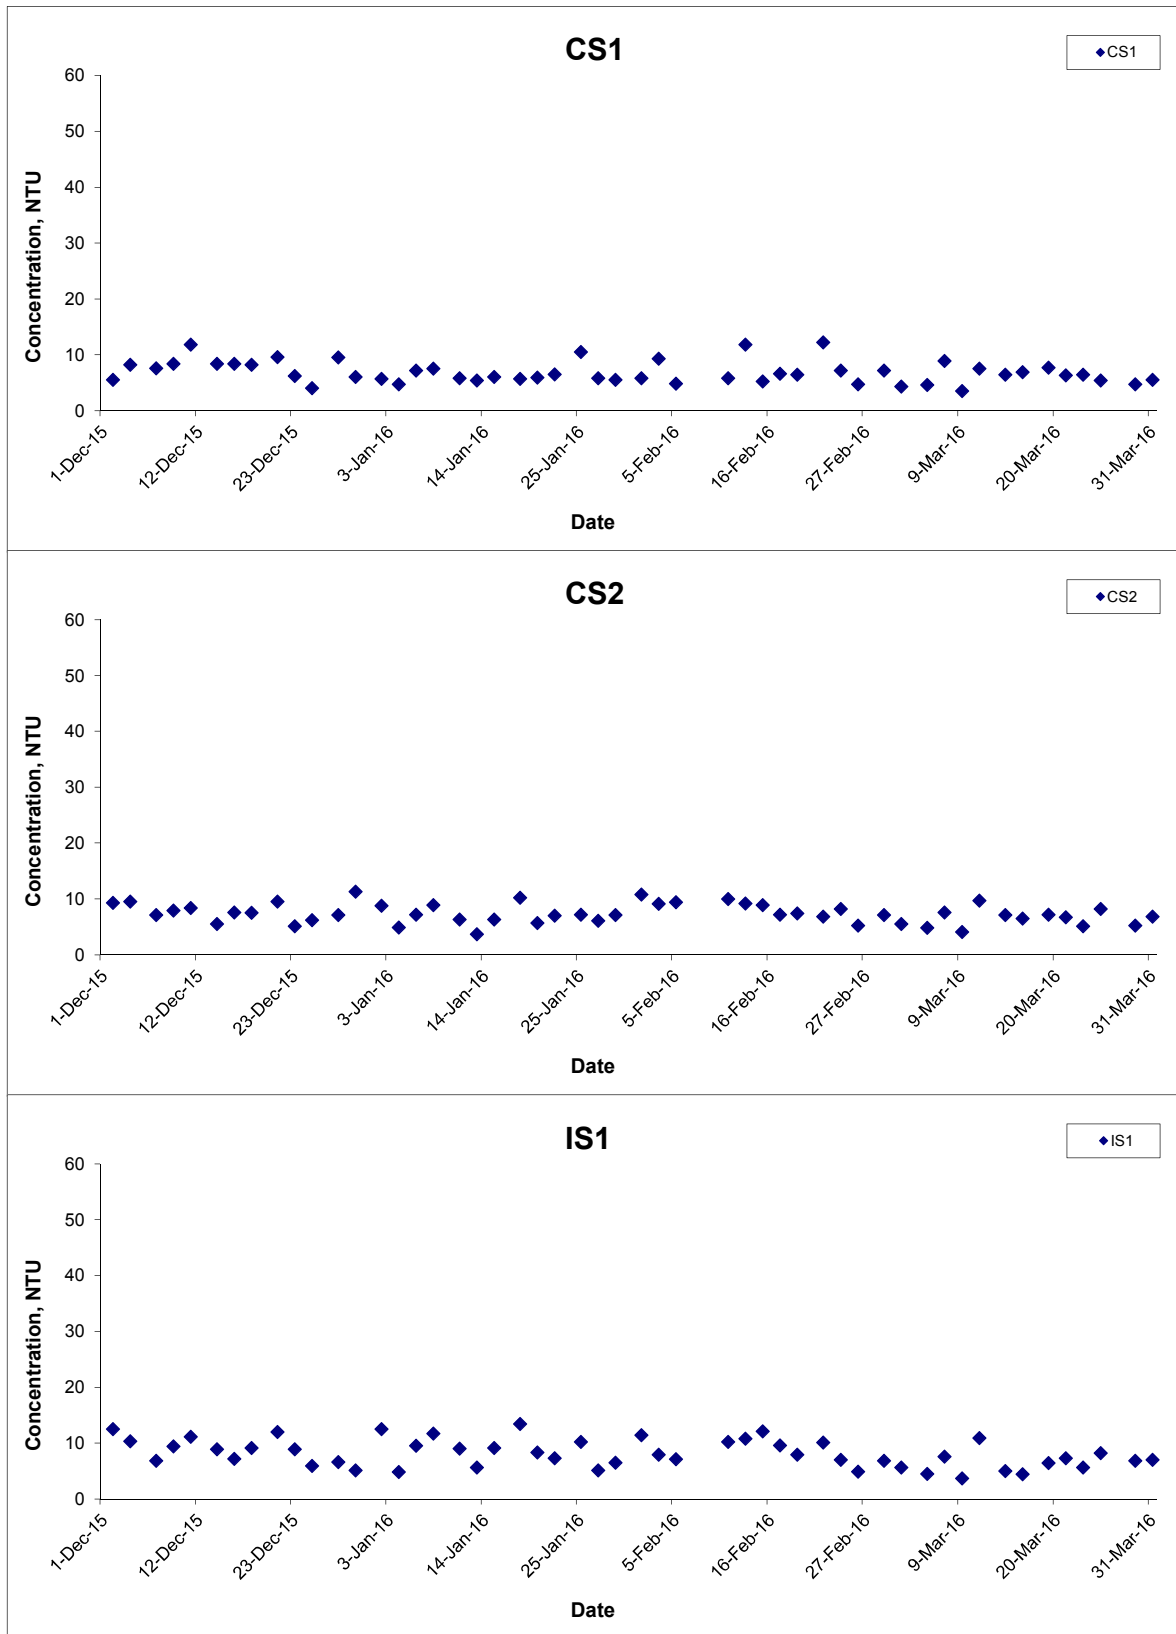 CS1
CS1
60
50
40
30
20
10
0
Concentration, NTU
1-Dec-15 12-Dec-15 23-Dec-15 3-Jan-16 14-Jan-16 25-Jan-16 5-Feb-16 16-Feb-16 27-Feb-16 9-Mar-16 20-Mar-16 31-Mar-16
Date
CS2
CS2
60
50
40
30
20
10
0
Concentration, NTU
1-Dec-15 12-Dec-15 23-Dec-15 3-Jan-16 14-Jan-16 25-Jan-16 5-Feb-16 16-Feb-16 27-Feb-16 9-Mar-16 20-Mar-16 31-Mar-16
Date
IS1
IS1
60
50
40
30
20
10
0
Concentration, NTU
1-Dec-15 12-Dec-15 23-Dec-15 3-Jan-16 14-Jan-16 25-Jan-16 5-Feb-16 16-Feb-16 27-Feb-16 9-Mar-16 20-Mar-16 31-Mar-16
Date